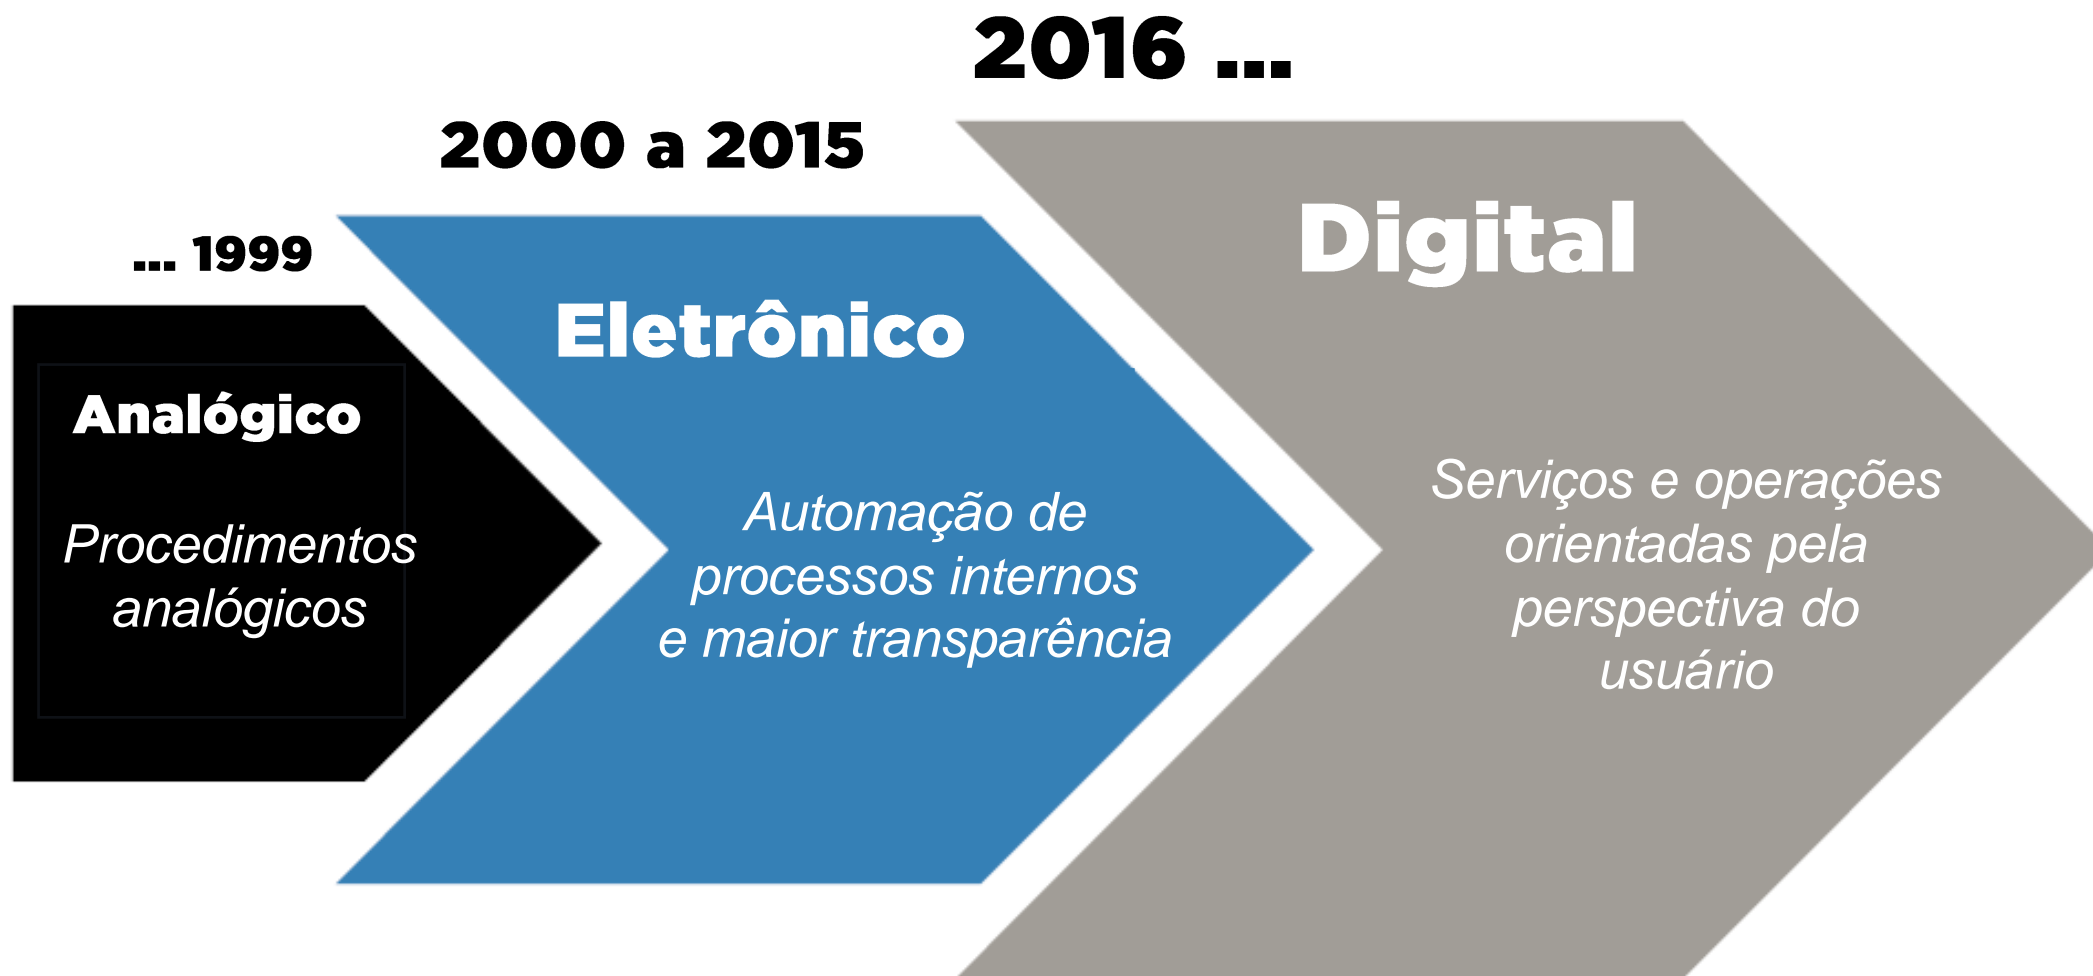 ... 1999
Analógico
Procedimentos
analógicos
2000 a 2015
Eletrônico
Automação de
processos internos
e maior transparência
2016 ...
Digital
Serviços e operações
orientadas pela
perspectiva do
usuário